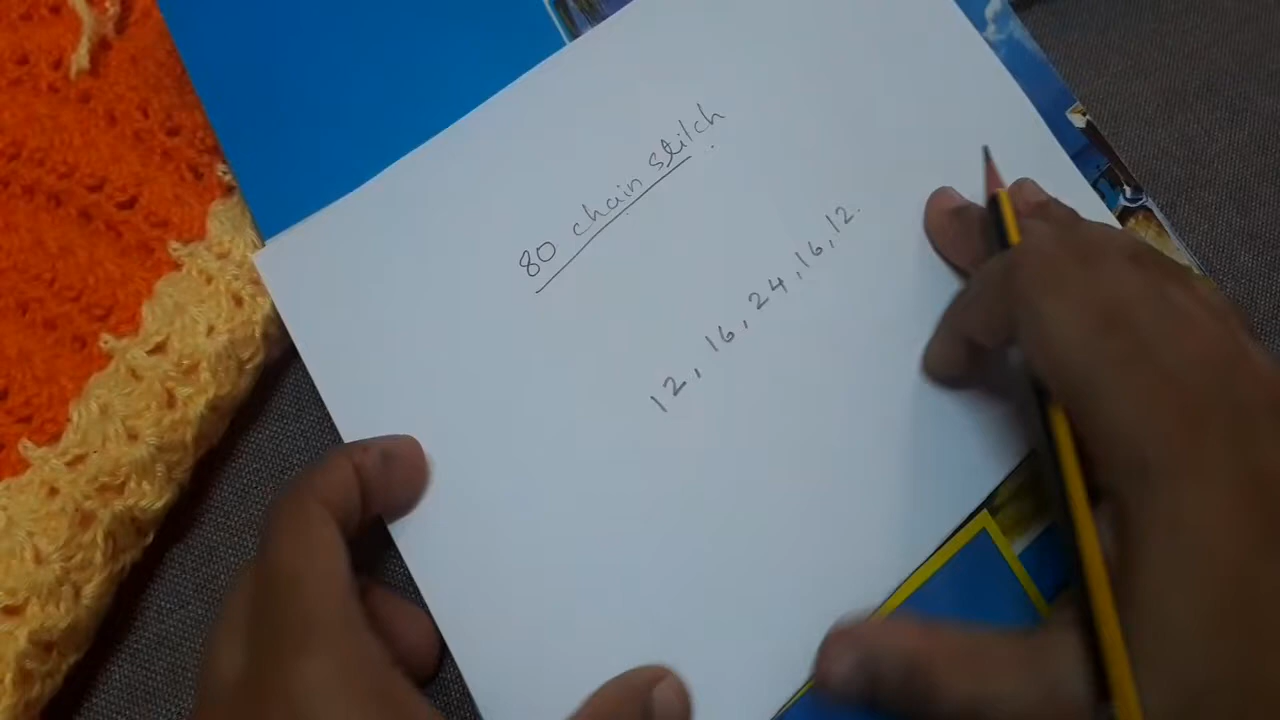 80 chain stitch
12, 16, 24, 16, 12.